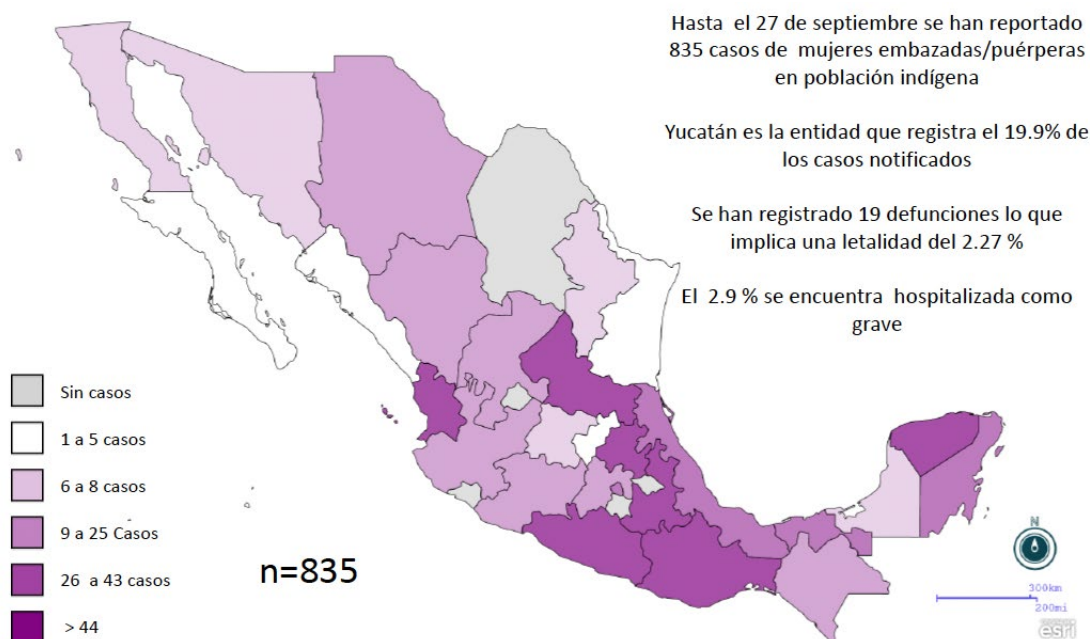 Hasta el 27 de septiembre se han reportado
835 casos de mujeres embazadas/puérperas
en población indígena
Yucatán es la entidad que registra el 19.9% de
los casos notificados
Se han registrado 19 defunciones lo que
implica una letalidad del 2.27 %
El 2.9 % se encuentra hospitalizada como
grave
Sin casos
1 a 5 casos
6 a 8 casos
9 a 25 Casos
26 a 43 casos
> 44
n=835
N
300km
200mi
esri